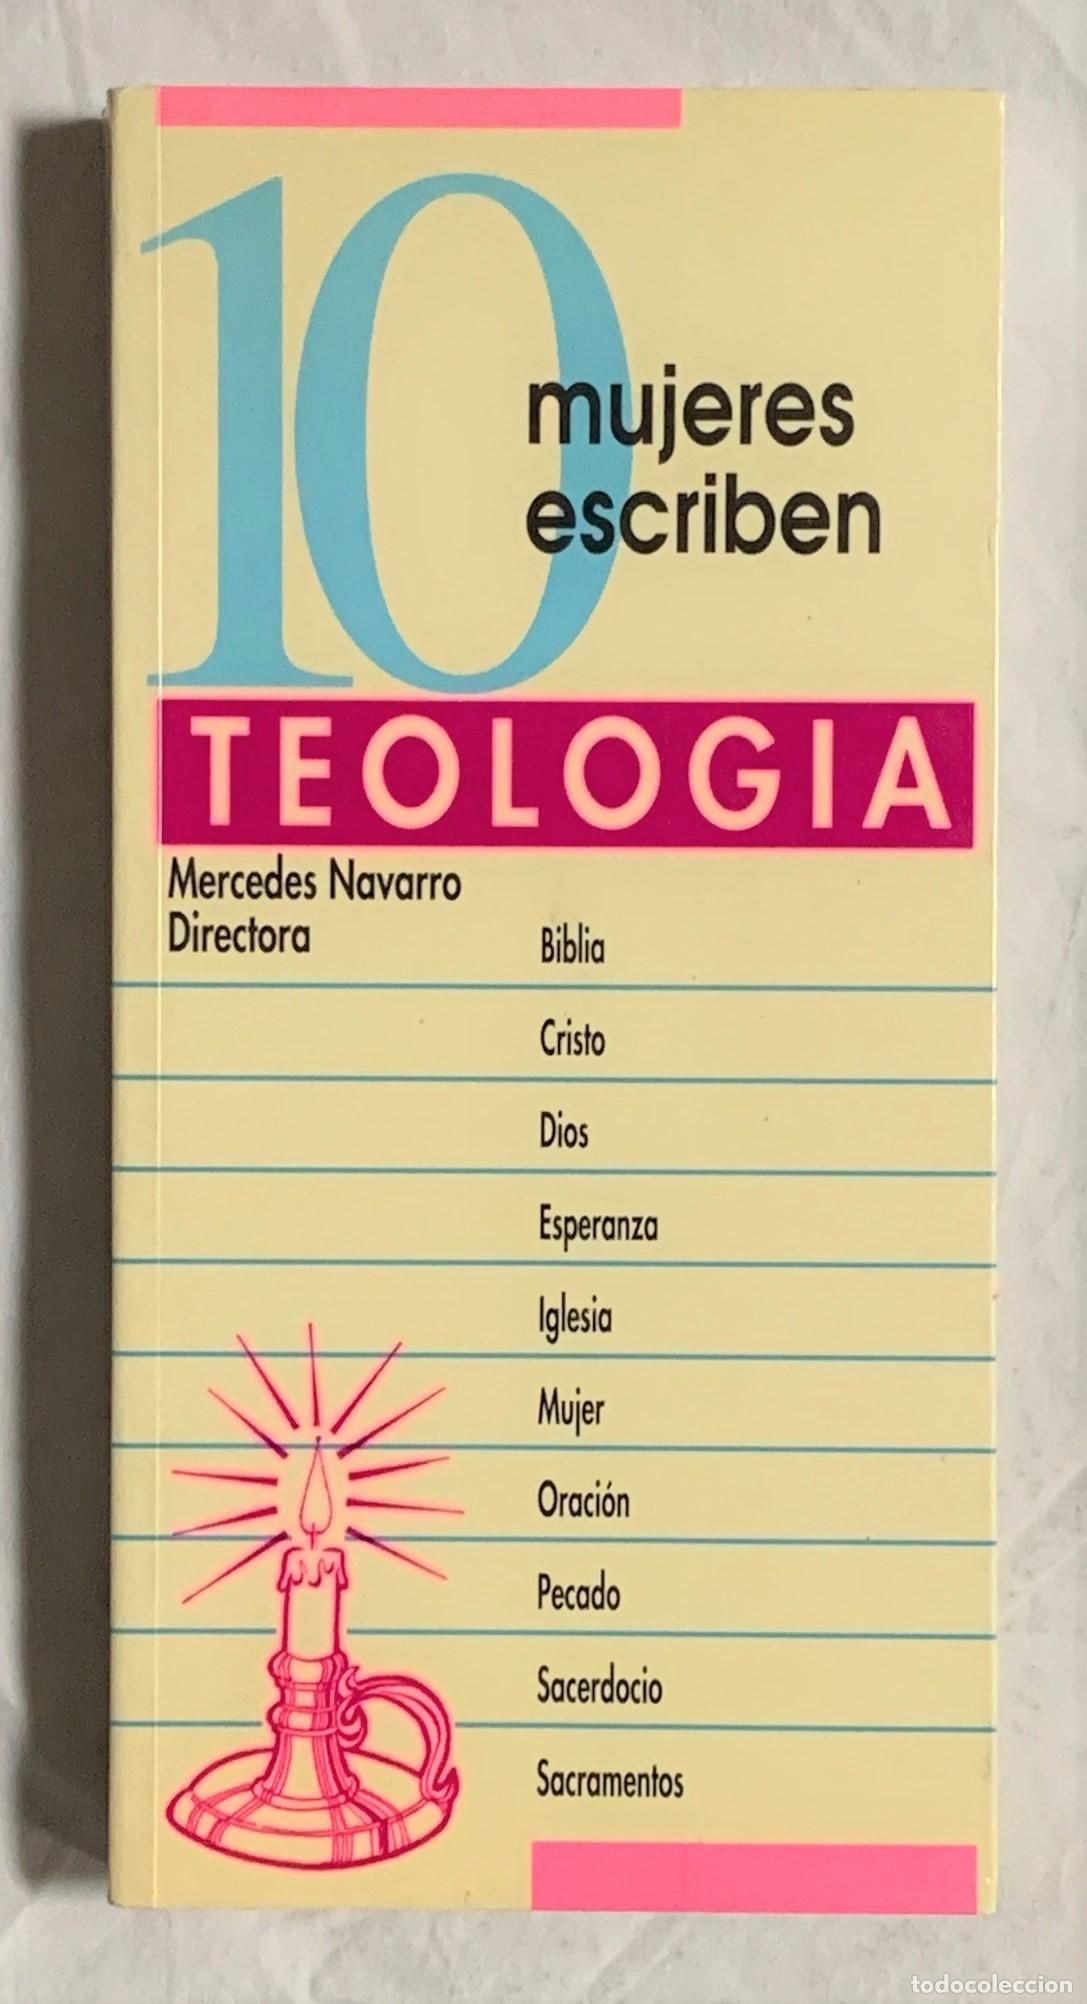 10
mujeres
escriben
TEOLOGIA
Mercedes Navarro
Directora
Biblia
Cristo
Dios
Esperanza
Iglesia
Mujer
Oración
Pecado
Sacerdocio
Sacramentos
todocoleccion